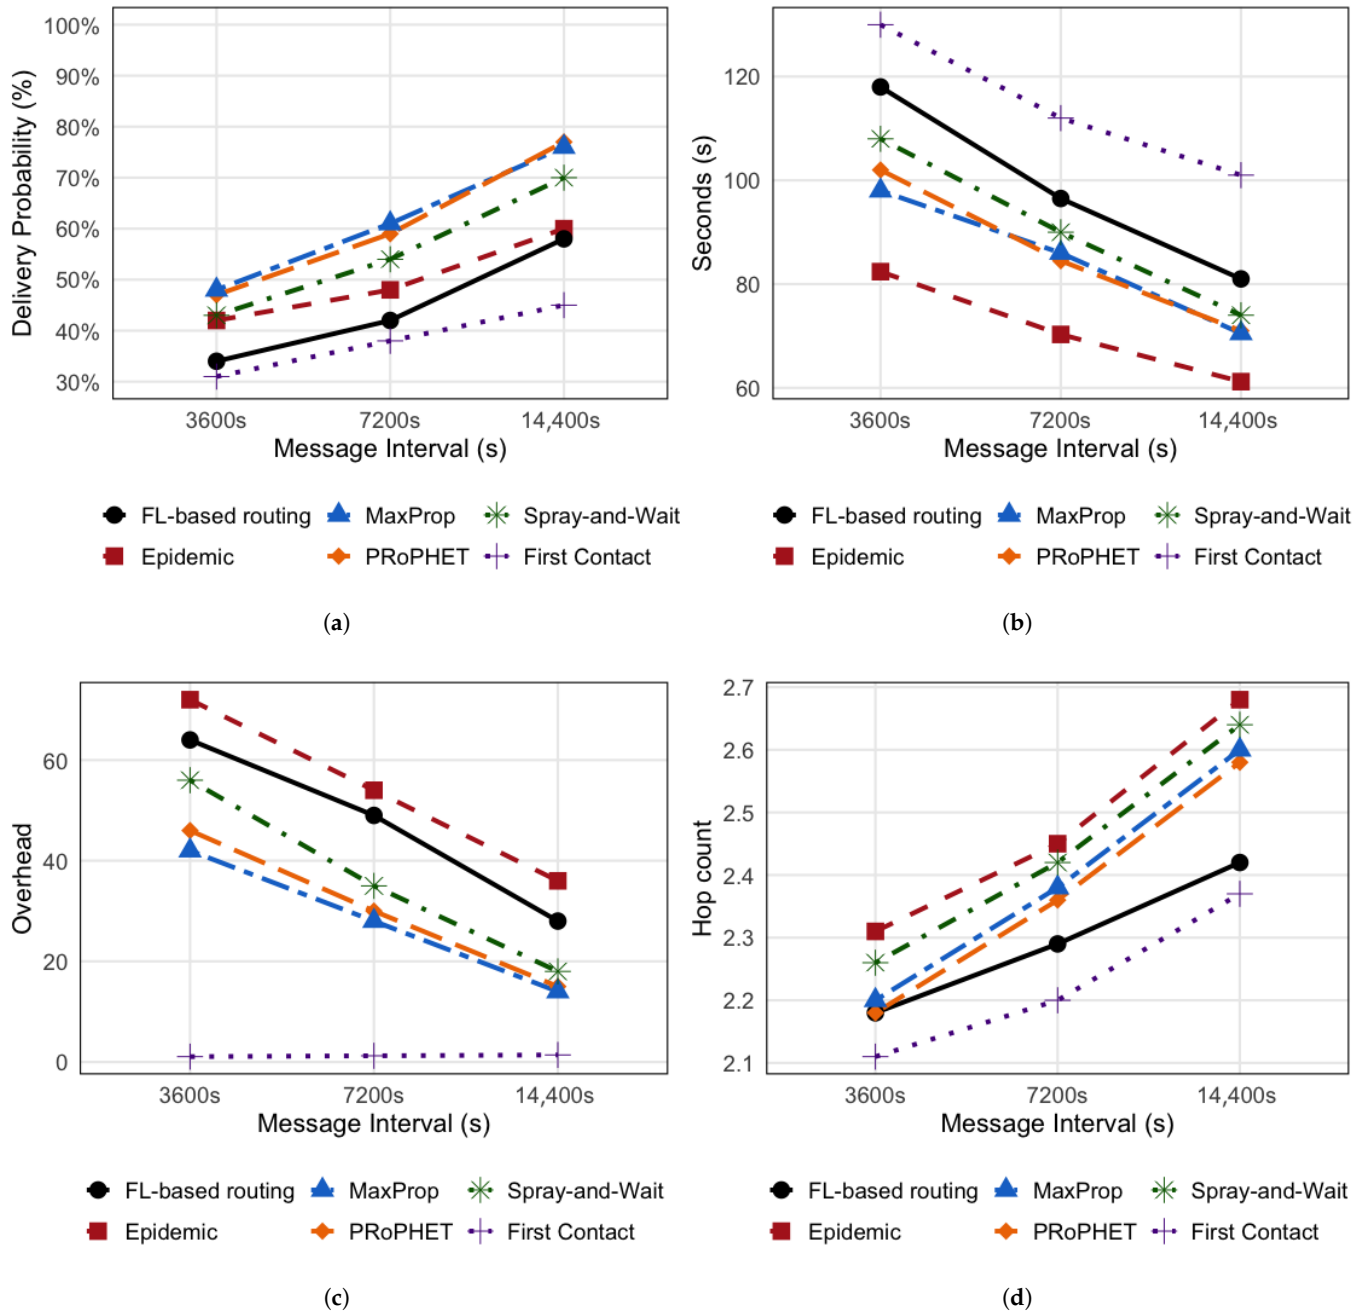 100%
90%
80%
70%
60%
50%
40%
30%
Delivery Probability (%)
3600s 7200s 14,400s
Message Interval (s)
FL-based routing MaxProp Spray-and-Wait
Epidemic PRoPHET First Contact
(a)
120
100
80
60
Seconds (s)
3600s 7200s 14,400s
Message Interval (s)
FL-based routing MaxProp Spray-and-Wait
Epidemic PRoPHET First Contact
(b)
60
40
20
0
Overhead
3600s 7200s 14,400s
Message Interval (s)
FL-based routing MaxProp Spray-and-Wait
Epidemic PRoPHET First Contact
(c)
2.7
2.6
2.5
2.4
2.3
2.2
2.1
Hop count
3600s 7200s 14,400s
Message Interval (s)
FL-based routing MaxProp Spray-and-Wait
Epidemic PRoPHET First Contact
(d)